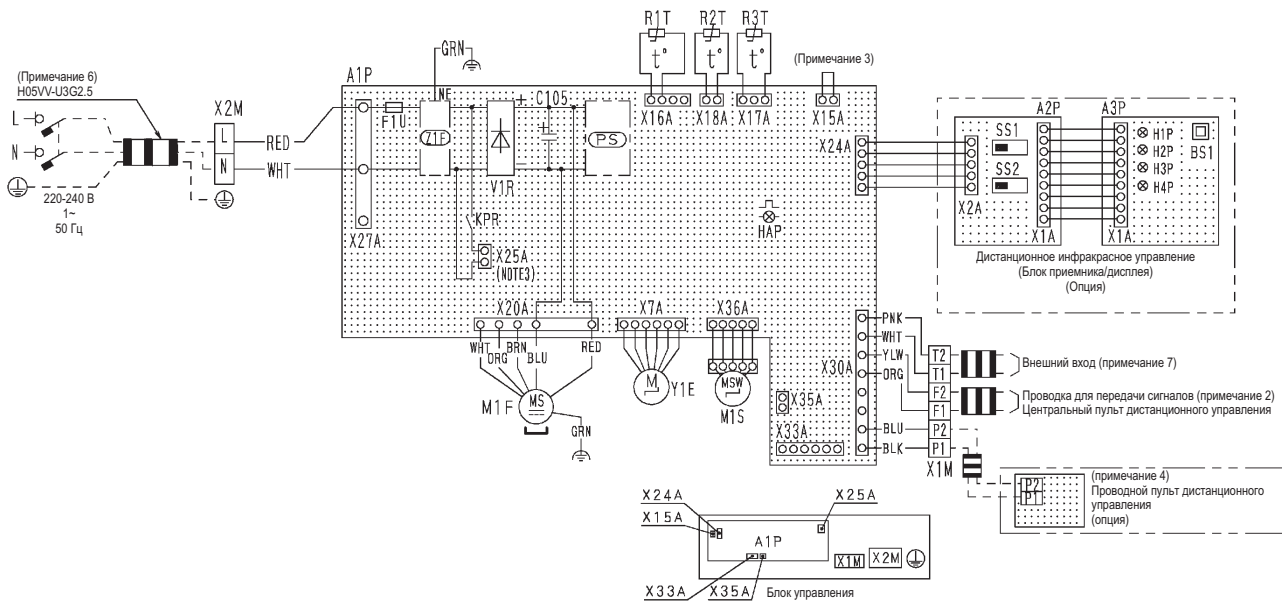 R1T
R2T
R3T
t°
t°
t°
(Примечание 3)
GRN
(Примечание 6)
H05VV-U3G2.5
X2M
A1P
NE
C105
F1U
Z1F
PS
V1R
+
+
−
X16A
X18A
X17A
X15A
L
N
L
N
RED
WHT
220-240 В
1~
50 Гц
X27A
KPR
X25A
(NOTE3)
HAP
X24A
A2P
A3P
SS1
SS2
X2A
X1A
X1A
H1P
H2P
H3P
H4P
BS1
Дистанционное инфракрасное управление
(Блок приемника/дисплея)
(Опция)
X20A
X7A
X36A
WHT
ORG
BRN
BLU
RED
M1F
MS
GRN
M
Y1E
MSW
M1S
X30A
X35A
X33A
PNK
WHT
YLW
ORG
BLU
BLK
T2
T1
F2
F1
P2
P1
X1M
Внешний вход (примечание 7)
Проводка для передачи сигналов (примечание 2)
Центральный пульт дистанционного управления
P2
P1
(примечание 4)
Проводной пульт дистанционного
управления
(опция)
X24A
X15A
X25A
A1P
X1M
X2M
X33A
X35A
Блок управления